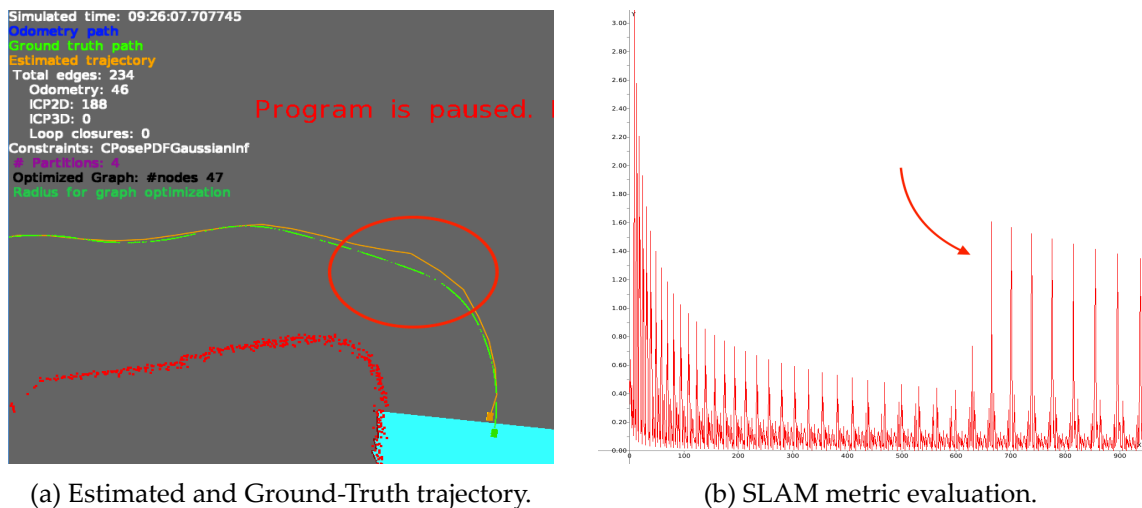 Simulated time: 09:26:07.707745
Odometry path
Ground truth path
Estimated trajectory
Total edges: 234
Odometry: 46
ICP2D: 188
ICP3D: 0
Loop closures: 0
Constraints: CPosePDFGaussianInf
# Partitions: 4
Optimized Graph: #nodes 47
Radius for graph optimization
Program is paused.
3.00
2.80
2.60
2.40
2.20
2.00
1.80
1.60
1.40
1.20
1.00
0.80
0.60
0.40
0.20
0.00
0 100 200 300 400 500 600 700 800 900
(a) Estimated and Ground-Truth trajectory.
(b) SLAM metric evaluation.